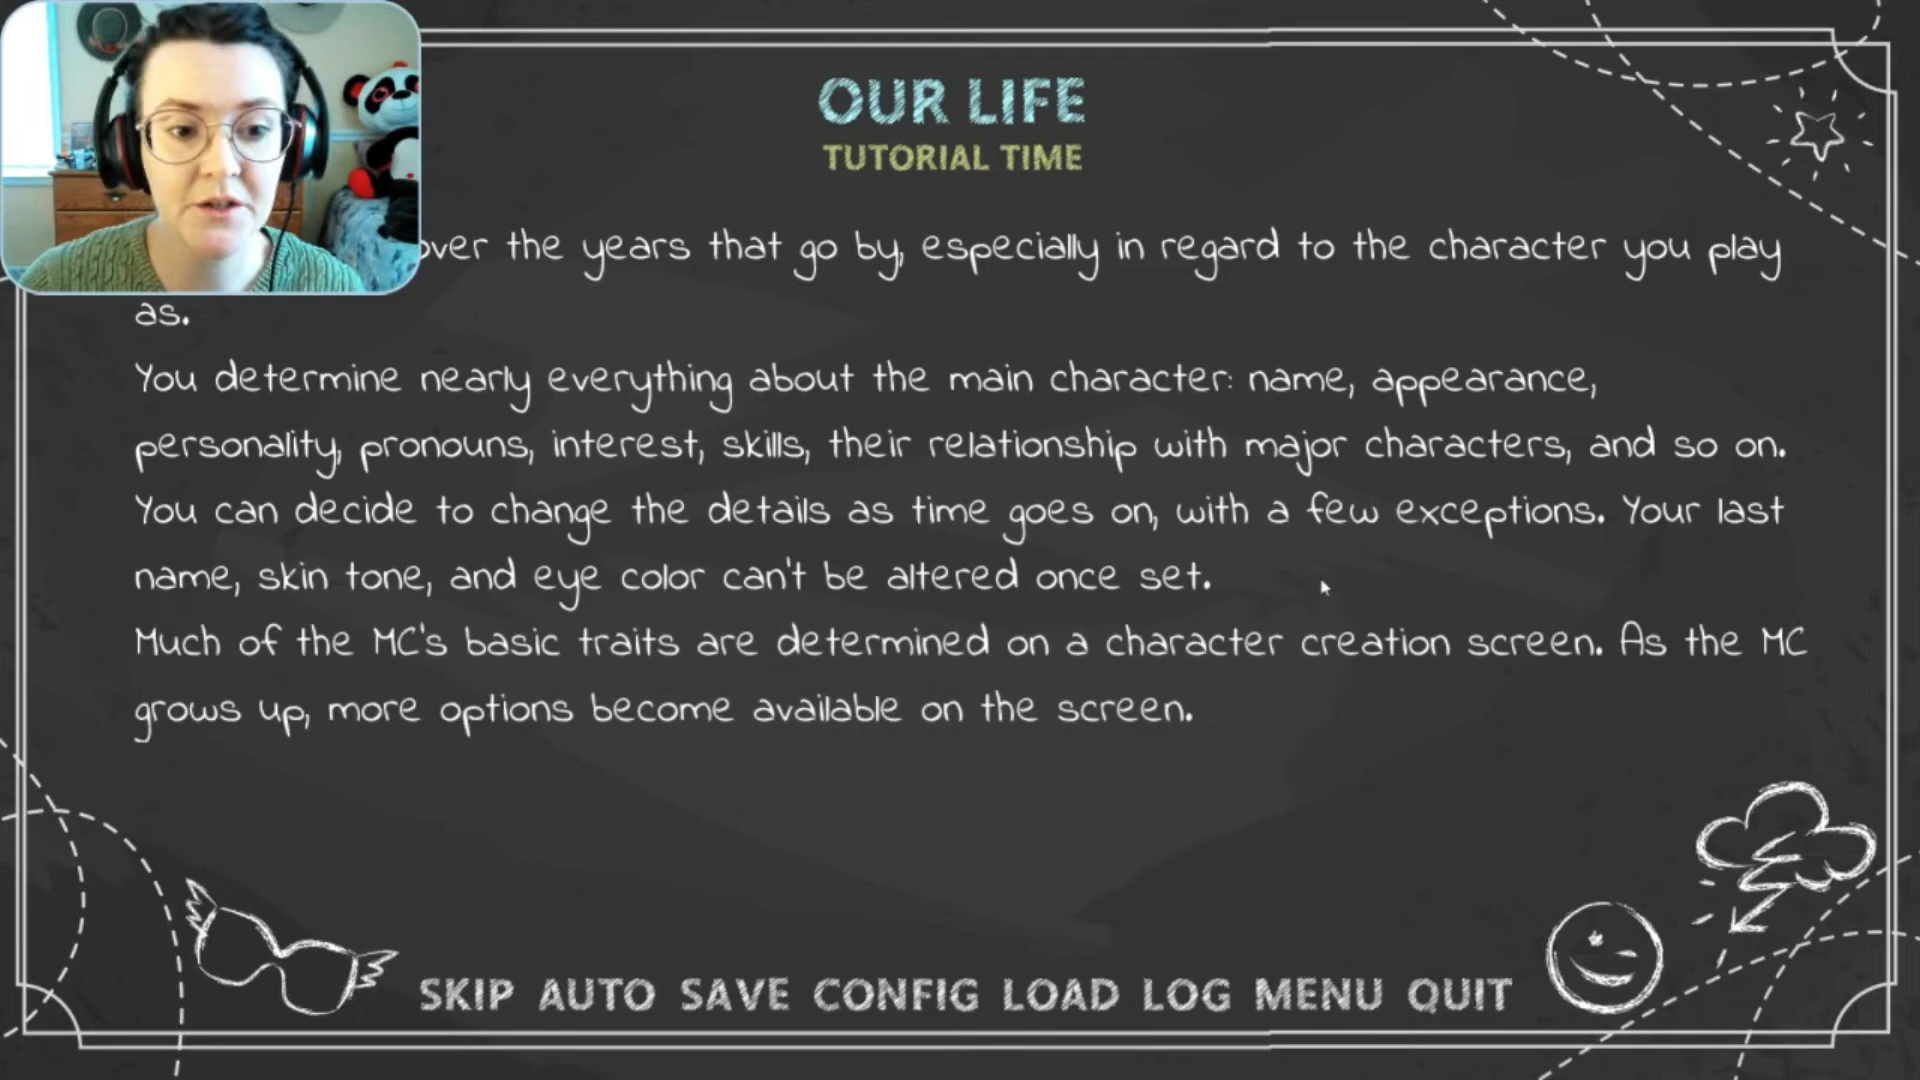 OUR LIFE
TUTORIAL TIME
over the years that go by, especially in regard to the character you play
as.
You determine nearly everything about the main character: name, appearance,
personality, pronouns, interest, skills, their relationship with major characters, and so on.
You can decide to change the details as time goes on, with a few exceptions. Your last
name, skin tone, and eye color can't be altered once set.
Much of the MC's basic traits are determined on a character creation screen. As the MC
grows up, more options become available on the screen.
SKIP AUTO SAVE CONFIG LOAD LOG MENU QUIT